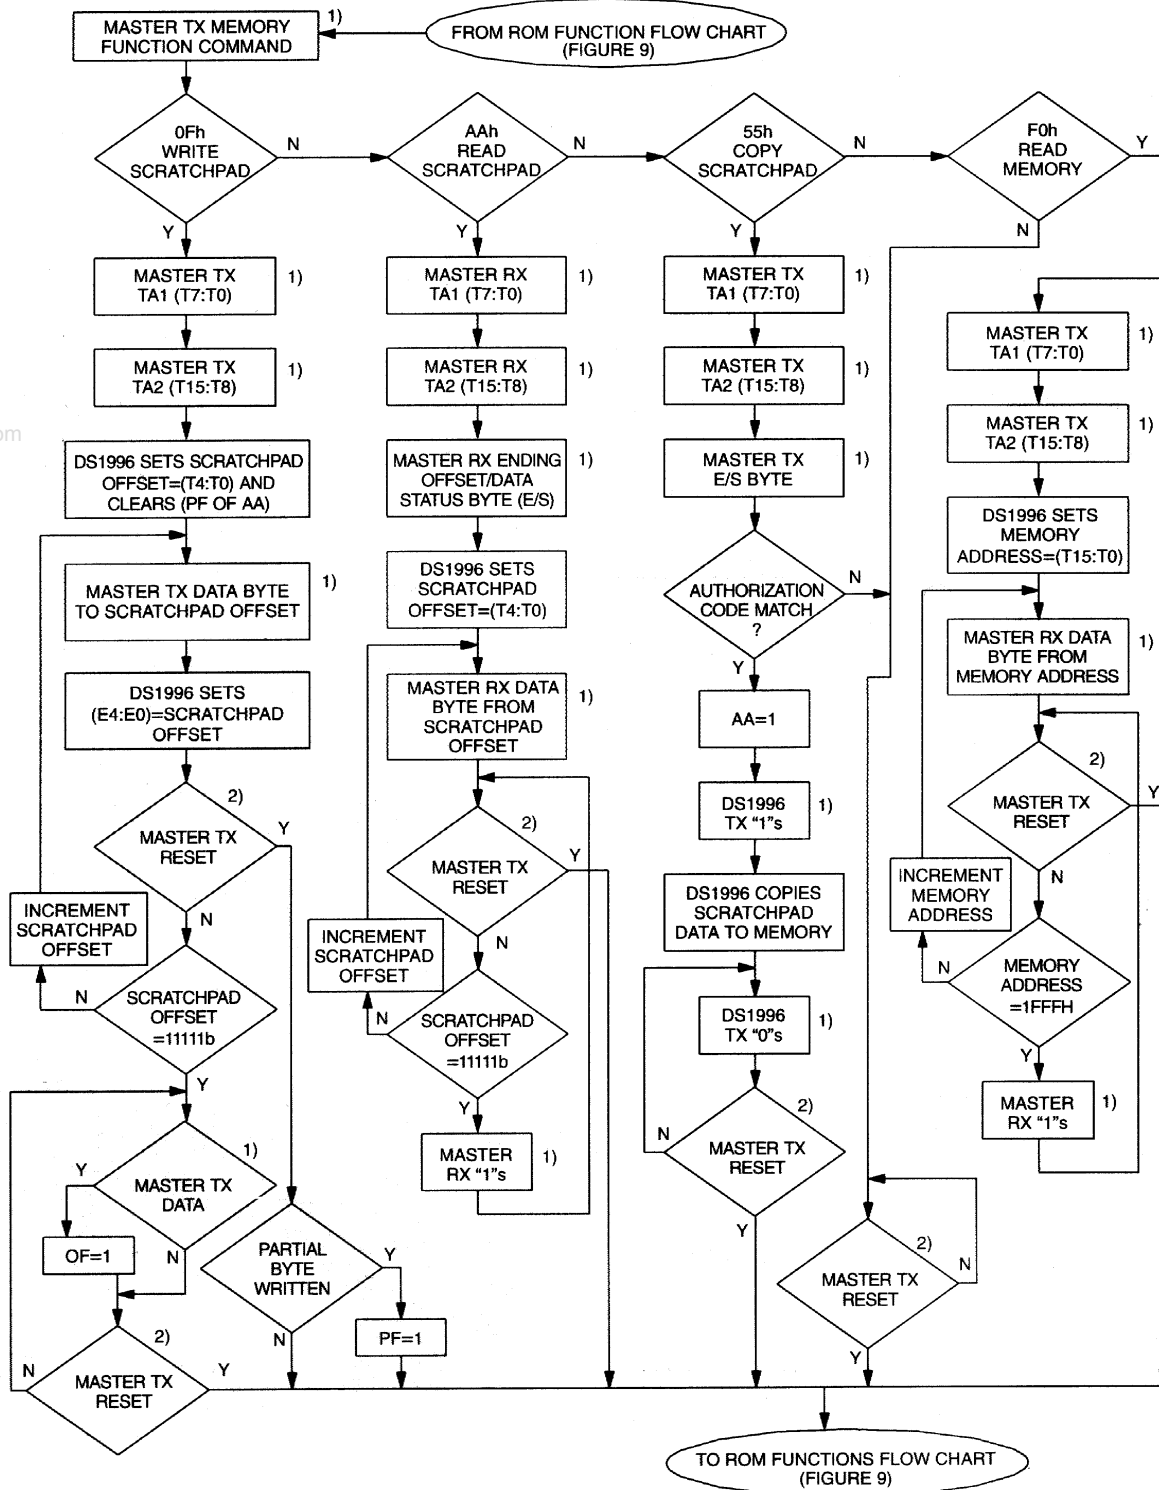 MASTER TX MEMORY
FUNCTION COMMAND
1)
FROM ROM FUNCTION FLOW CHART
(FIGURE 9)
0Fh
WRITE
SCRATCHPAD
N
Y
AAh
READ
SCRATCHPAD
N
Y
55h
COPY
SCRATCHPAD
N
Y
F0h
READ
MEMORY
Y
N
MASTER TX
TA1 (T7:T0)
1)
MASTER TX
TA2 (T15:T8)
1)
DS1996 SETS SCRATCHPAD
OFFSET=(T4:T0) AND
CLEARS (PF OF AA)
MASTER TX DATA BYTE
TO SCRATCHPAD OFFSET
1)
DS1996 SETS
(E4:E0)=SCRATCHPAD
OFFSET
2)
MASTER TX
RESET
Y
N
INCREMENT
SCRATCHPAD
OFFSET
N
SCRATCHPAD
OFFSET
=11111b
Y
1)
MASTER TX
DATA
Y
N
OF=1
2)
MASTER TX
RESET
N
Y
PARTIAL
BYTE
WRITTEN
Y
N
PF=1
MASTER RX
TA1 (T7:T0)
1)
MASTER RX
TA2 (T15:T8)
1)
MASTER RX ENDING
OFFSET/DATA
STATUS BYTE (E/S)
1)
DS1996 SETS
SCRATCHPAD
OFFSET=(T4:T0)
MASTER RX DATA
BYTE FROM
SCRATCHPAD
OFFSET
1)
2)
MASTER TX
RESET
Y
N
INCREMENT
SCRATCHPAD
OFFSET
N
SCRATCHPAD
OFFSET
=11111b
Y
MASTER
RX “1”s
1)
MASTER TX
TA1 (T7:T0)
1)
MASTER TX
TA2 (T15:T8)
1)
MASTER TX
E/S BYTE
1)
AUTHORIZATION
CODE MATCH
?
N
Y
AA=1
DS1996
TX “1”s
1)
DS1996 COPIES
SCRATCHPAD
DATA TO MEMORY
DS1996
TX “0”s
1)
2)
MASTER TX
RESET
N
Y
2)
MASTER TX
RESET
N
Y
MASTER TX
TA1 (T7:T0)
1)
MASTER TX
TA2 (T15:T8)
1)
DS1996 SETS
MEMORY
ADDRESS=(T15:T0)
MASTER RX DATA
BYTE FROM
MEMORY ADDRESS
1)
2)
MASTER TX
RESET
Y
N
INCREMENT
MEMORY
ADDRESS
N
MEMORY
ADDRESS
=1FFFH
Y
MASTER
RX “1”s
1)
TO ROM FUNCTIONS FLOW CHART
(FIGURE 9)
om